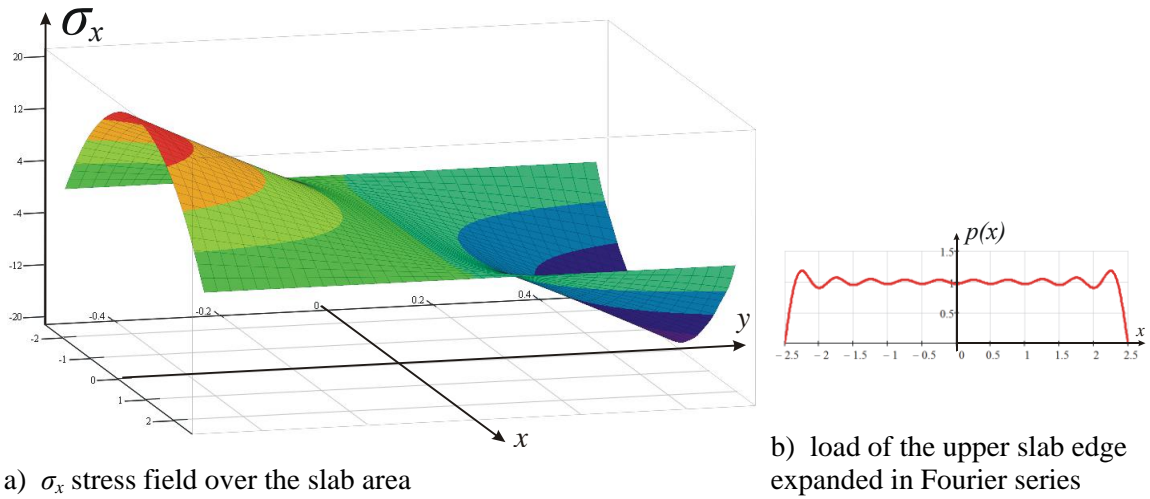 σx
20
12
4
-4
-12
-20
-2
-1
0
1
2
-0.4
-0.2
0
0.2
0.4
y
x
p(x)
1.5
1
0.5
x
−2.5 −2 −1.5 −1 −0.5 0 0.5 1 1.5 2 2.5
a) σx stress field over the slab area
b) load of the upper slab edge
expanded in Fourier series